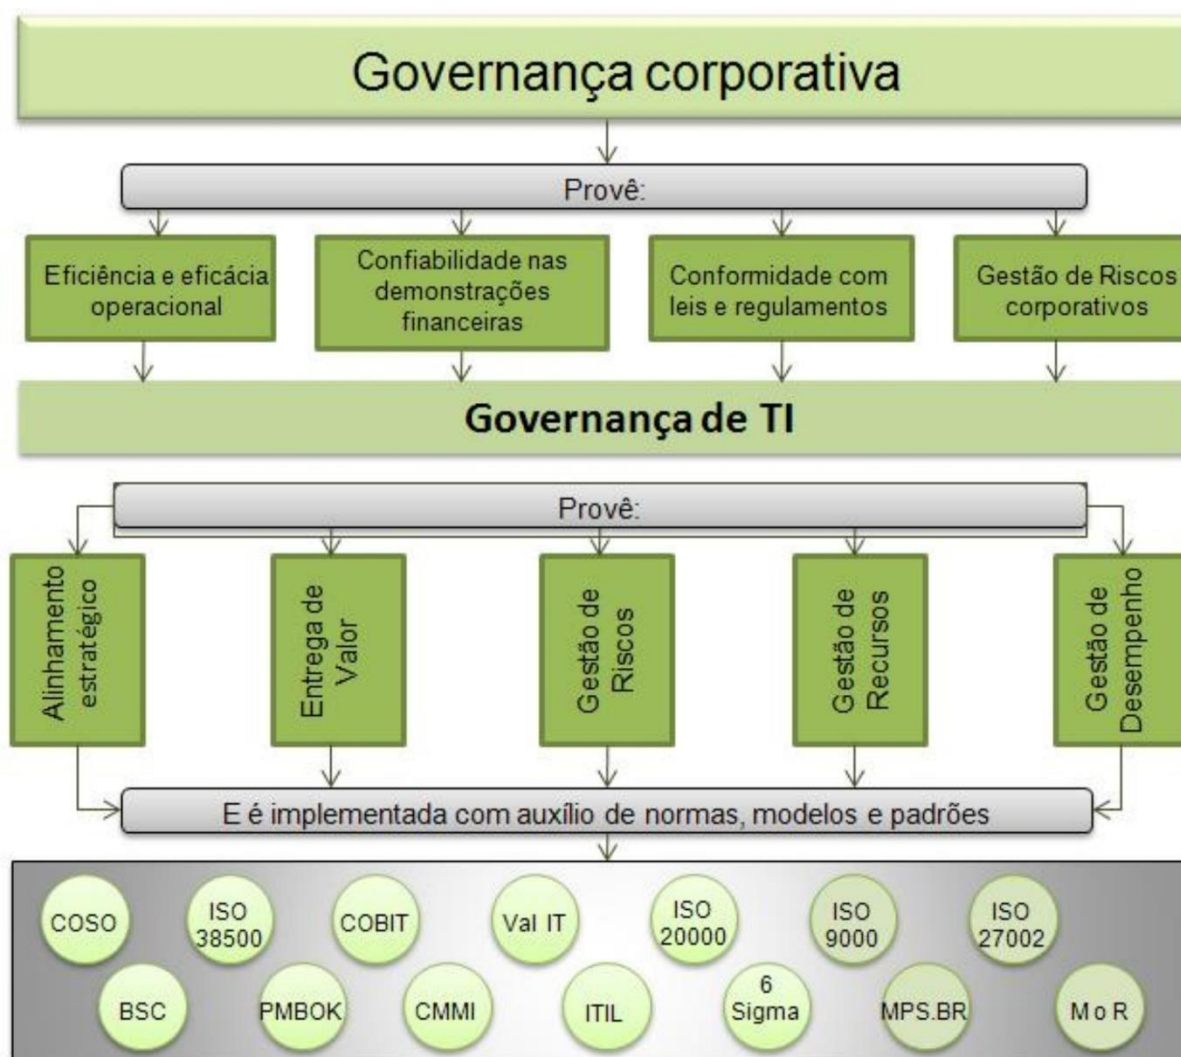 Governança corporativa
Provê:
Eficiência e eficácia
operacional
Confiabilidade nas
demonstrações
financeiras
Conformidade com
leis e regulamentos
Gestão de Riscos
corporativos
Governança de TI
Provê:
Alinhamento
estratégico
Entrega de
Valor
Gestão de
Riscos
Gestão de
Recursos
Gestão de
Desempenho
E é implementada com auxílio de normas, modelos e padrões
COSO
ISO
38500
COBIT
Val IT
ISO
20000
ISO
9000
ISO
27002
BSC
PMBOK
CMMI
ITIL
6
Sigma
MPS.BR
M o R